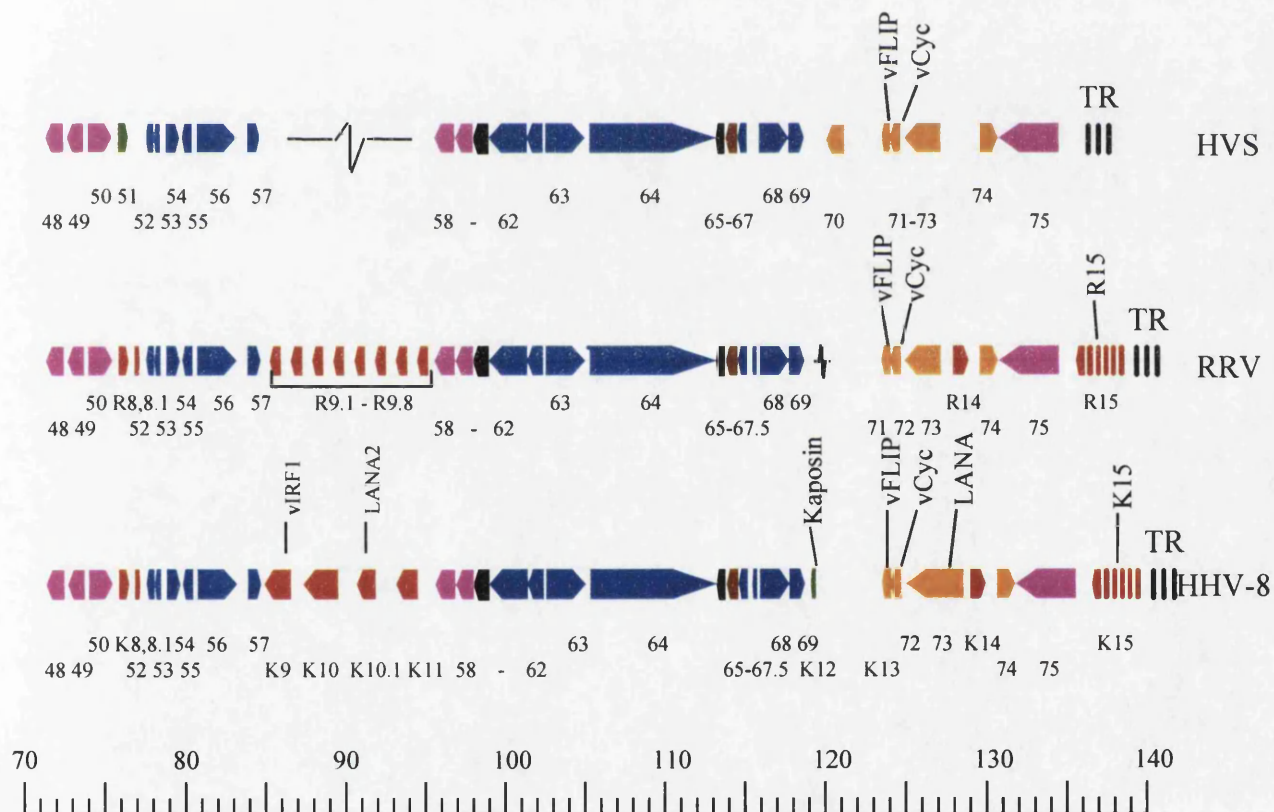 vFLIP
vCyc
TR
HVS
50 51 54 56 57 63 64 68 69 74
48 49 52 53 55 58 - 62 65-67 70 71-73 75
vFLIP
vCyc
R15
TR
RRV
50 R8,8.1 54 56 57 R9.1 - R9.8 63 64 68 69 R14 R15
48 49 52 53 55 58 - 62 65-67.5 71 72 73 74 75
vIRF1
LANA2
Kaposin
vFLIP
vCyc
LANA
K15
TR
HHV-8
50 K8,8.1 54 56 57 63 64 68 69 72 73 K14 K15
48 49 52 53 55 K9 K10 K10.1 K11 58 - 62 65-67.5 K12 K13 74 75
70 80 90 100 110 120 130 140